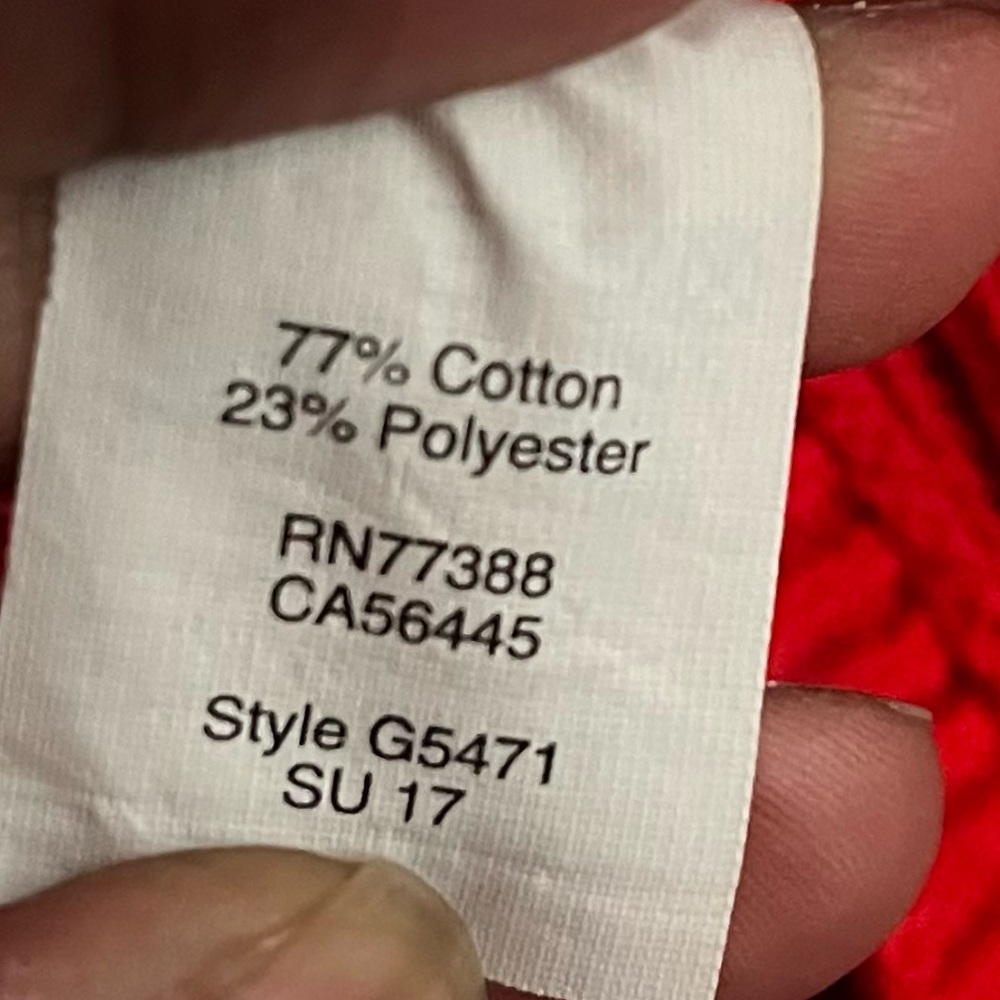 77% Cotton
23% Polyester
RN77388
CA56445
Style G5471
SU 17